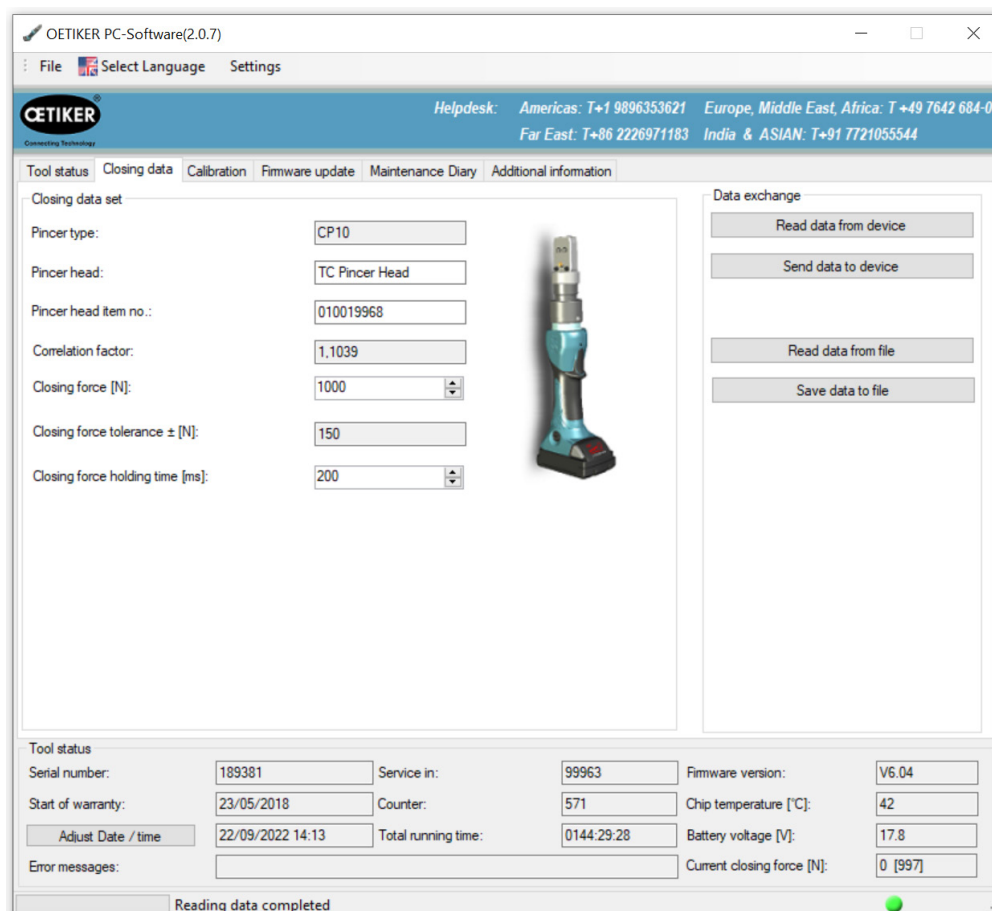 OETIKER PC-Software(2.0.7)
File Select Language Settings
ŒTIKER®
Connecting Technology
Helpdesk: Americas: T+1 9896353621 Europe, Middle East, Africa: T +49 7642 684-0
Far East: T+86 2226971183 India & ASIAN: T+91 7721055544
Tool status Closing data Calibration Firmware update Maintenance Diary Additional information
Closing data set
Pincer type: CP10
Pincer head: TC Pincer Head
Pincer head item no.: 010019968
Correlation factor: 1,1039
Closing force [N]: 1000
Closing force tolerance ± [N]: 150
Closing force holding time [ms]: 200
Data exchange
Read data from device
Send data to device
Read data from file
Save data to file
Tool status
Serial number: 189381 Service in: 99963 Firmware version: V6.04
Start of warranty: 23/05/2018 Counter: 571 Chip temperature [°C]: 42
Adjust Date / time 22/09/2022 14:13 Total running time: 0144:29:28 Battery voltage [V]: 17.8
Error messages: Current closing force [N]: 0 [997]
Reading data completed